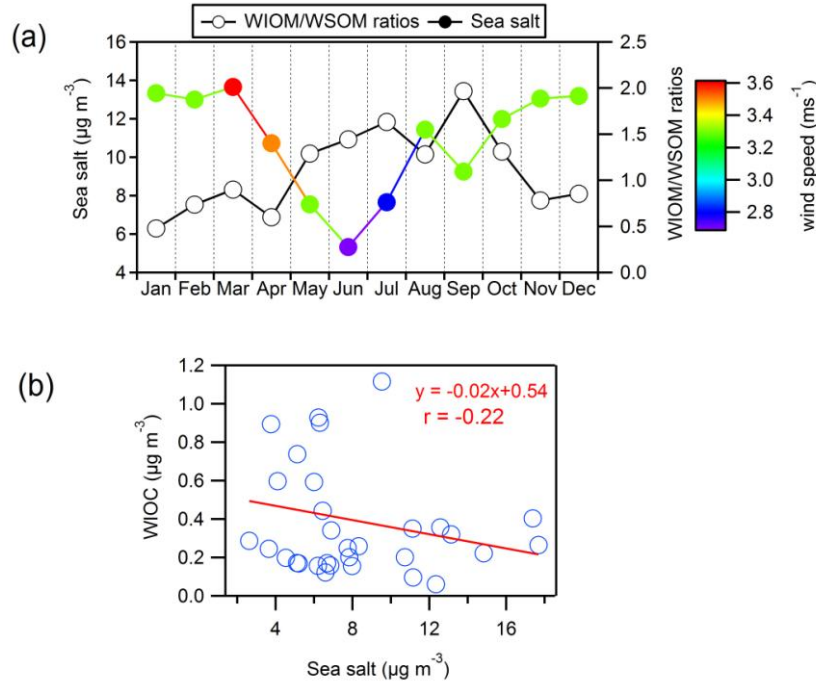 (a)
WIOM/WSOM ratios Sea salt
16
14
12
10
8
6
4
Sea salt (µg m⁻³)
2.5
2.0
1.5
1.0
0.5
0.0
WIOM/WSOM ratios
3.6
3.4
3.2
3.0
2.8
wind speed (ms⁻¹)
Jan Feb Mar Apr May Jun Jul Aug Sep Oct Nov Dec
(b)
1.2
1.0
0.8
0.6
0.4
0.2
0.0
WIOC (µg m⁻³)
y = -0.02x+0.54
r = -0.22
4 8 12 16
Sea salt (µg m⁻³)